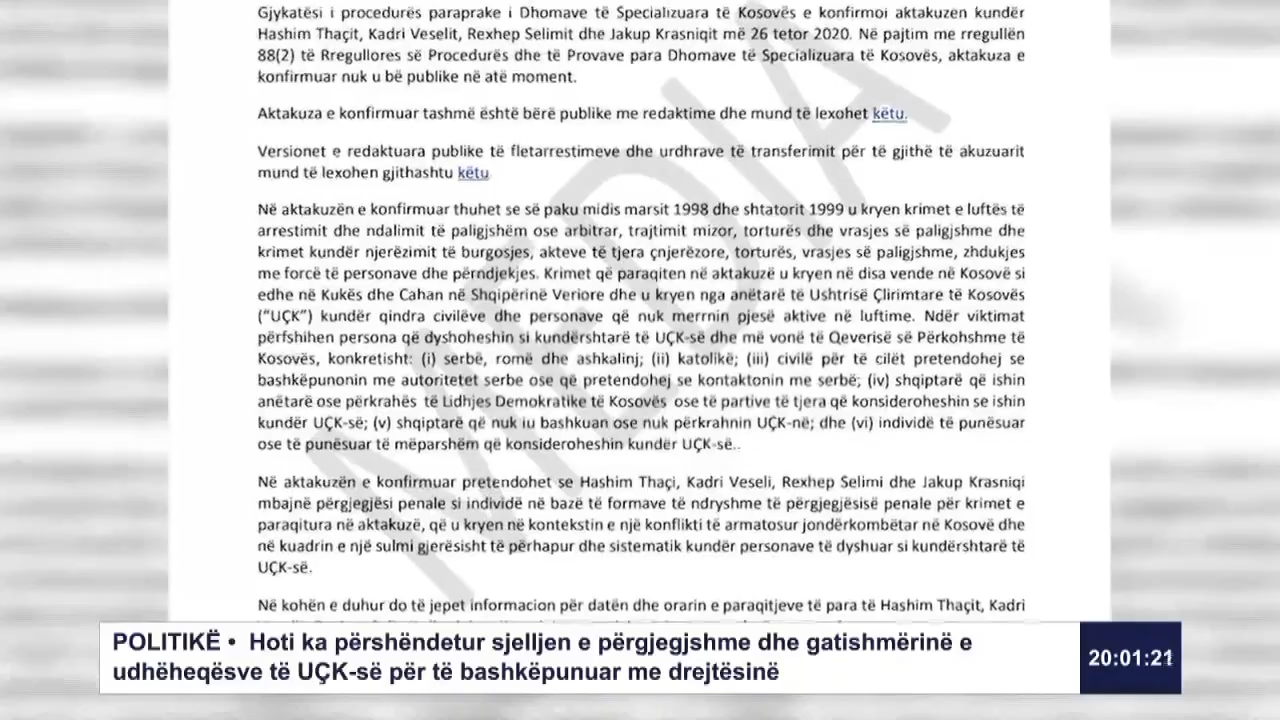 Gjykatësi i procedurës paraprake i Dhomave të Specializuara të Kosovës e konfirmoi aktakuzen kundër
Hashim Thaçit, Kadri Veselit, Rexhep Selimit dhe Jakup Krasniqit më 26 tetor 2020. Në pajtim me rregullën
88(2) të Rregullores së Procedurës dhe të Provave para Dhomave të Specializuara të Kosovës, aktakuza e
konfirmuar nuk u bë publike në atë moment.
Aktakuza e konfirmuar tashmë është bërë publike me redaktime dhe mund të lexohet këtu.
Versionet e redaktuara publike të fletarrestimeve dhe urdhrave të transferimit për të gjithë të akuzuarit
mund të lexohen gjithashtu këtu
Në aktakuzën e konfirmuar thuhet se së paku midis marsit 1998 dhe shtatorit 1999 u kryen krimet e luftës të
arrestimit dhe ndalimit të paligjshëm ose arbitrar, trajtimit mizor, torturës dhe vrasjes së paligjshme dhe
krimet kundër njerëzimit të burgosjes, akteve të tjera çnjerëzore, torturës, vrasjes së paligjshme, zhdukjes
me forcë të personave dhe përndjekjes. Krimet që paraqiten në aktakuzë u kryen në disa vende në Kosovë si
edhe në Kukës dhe Cahan në Shqipërinë Veriore dhe u kryen nga anëtarë të Ushtrisë Çlirimtare të Kosovës
(“UÇK”) kundër qindra civilëve dhe personave që nuk merrnin pjesë aktive në luftime. Ndër viktimat
përfshihen persona që dyshoheshin si kundërshtarë të UÇK-së dhe më vonë të Qeverisë së Përkohshme të
Kosovës, konkretisht: (i) serbë, romë dhe ashkalinj; (ii) katolikë; (iii) civilë për të cilët pretendohej se
bashkëpunonin me autoritetet serbe ose që pretendohej se kontaktonin me serbë; (iv) shqiptarë që ishin
anëtarë ose përkrahës të Lidhjes Demokratike të Kosovës ose të partive të tjera që konsideroheshin se ishin
kundër UÇK-së; (v) shqiptarë që nuk iu bashkuan ose nuk përkrahnin UÇK-në; dhe (vi) individë të punësuar
ose të punësuar të mëparshëm që konsideroheshin kundër UÇK-së..
Në aktakuzën e konfirmuar pretendohet se Hashim Thaçi, Kadri Veseli, Rexhep Selimi dhe Jakup Krasniqi
mbajnë përgjegjësi penale si individë në bazë të formave të ndryshme të përgjegjësisë penale për krimet e
paraqitura në aktakuzë, që u kryen në kontekstin e një konflikti të armatosur jondërkombëtar në Kosovë dhe
në kuadrin e një sulmi gjerësisht të përhapur dhe sistematik kundër personave të dyshuar si kundërshtarë të
UÇK-së.
Në kohën e duhur do të jepet informacion për datën dhe orarin e paraqitjeve të para të Hashim Thaçit, Kadri
MEDIA
POLITIKË • Hoti ka përshëndetur sjelljen e përgjegjshme dhe gatishmërinë e
udhëheqësve të UÇK-së për të bashkëpunuar me drejtësinë
20:01:21